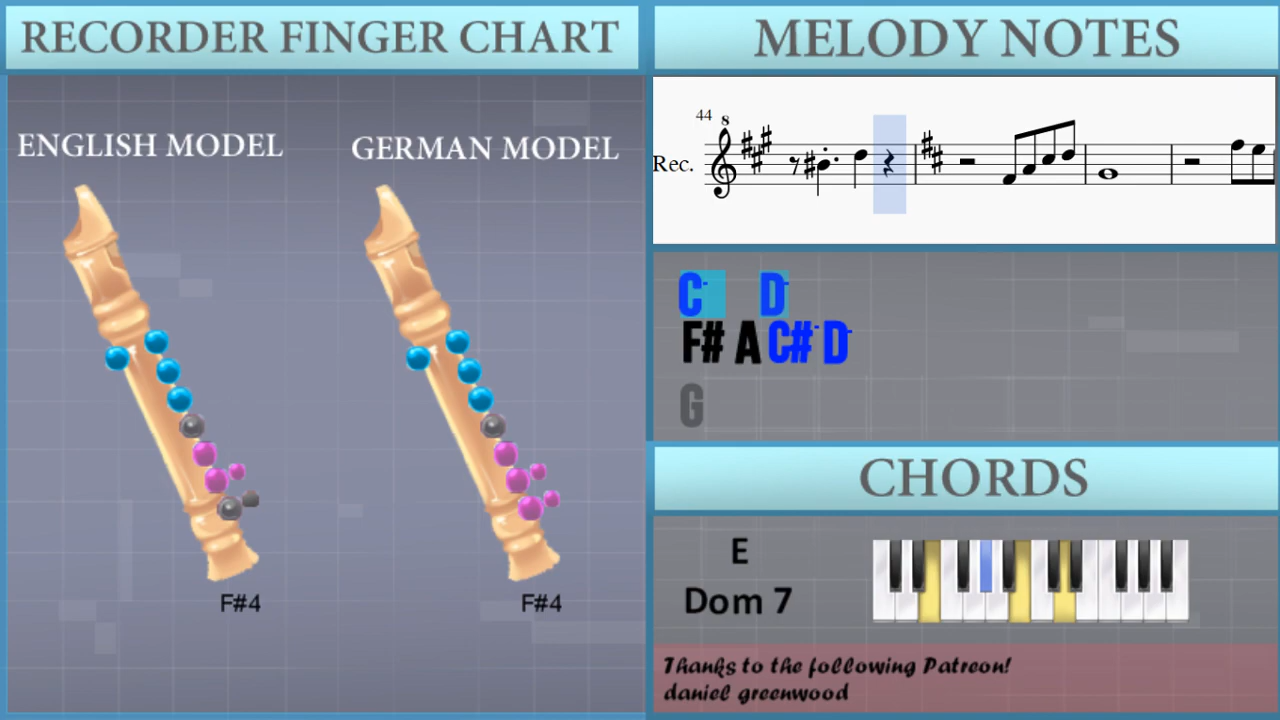 RECORDER FINGER CHART
ENGLISH MODEL
GERMAN MODEL
F#4
F#4
MELODY NOTES
44
8
Rec.
C- D-
F# A C#- D-
G
CHORDS
E
Dom 7
Thanks to the following Patreon!
daniel greenwood